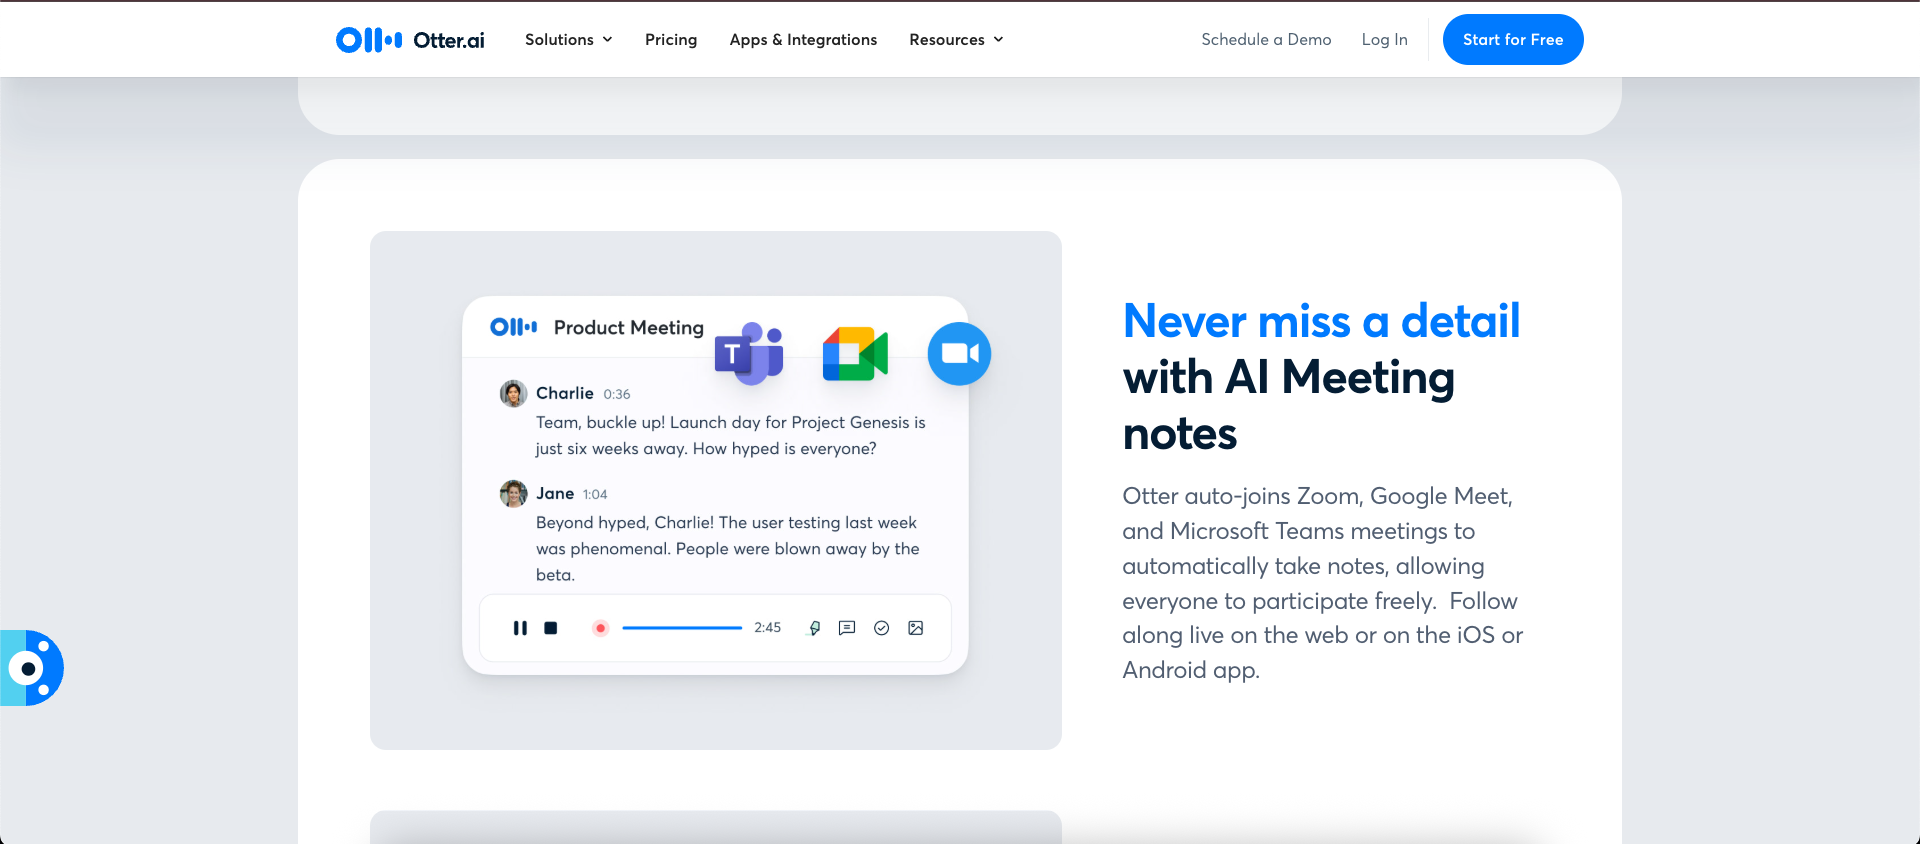 Otter.ai
Solutions
Pricing
Apps & Integrations
Resources
Schedule a Demo
Log In
Start for Free
Product Meeting
T
Charlie 0:36
Team, buckle up! Launch day for Project Genesis is
just six weeks away. How hyped is everyone?
Jane 1:04
Beyond hyped, Charlie! The user testing last week
was phenomenal. People were blown away by the
beta.
2:45
Never miss a detail
with AI Meeting
notes
Otter auto-joins Zoom, Google Meet,
and Microsoft Teams meetings to
automatically take notes, allowing
everyone to participate freely.  Follow
along live on the web or on the iOS or
Android app.